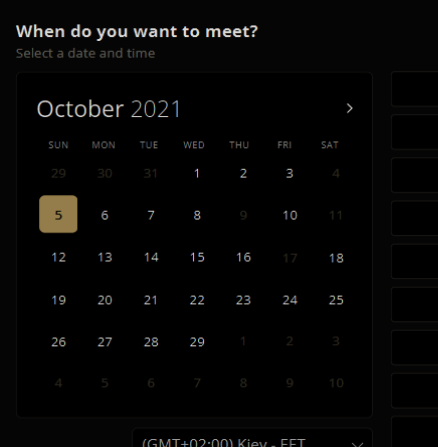 When do you want to meet?
Select a date and time
October 2021
SUN MON TUE WED THU FRI SAT
29 30 31 1 2 3 4
5 6 7 8 9 10 11
12 13 14 15 16 17 18
19 20 21 22 23 24 25
26 27 28 29 1 2 3
4 5 6 7 8 9 10
(GMT+02:00) Kiev - EET